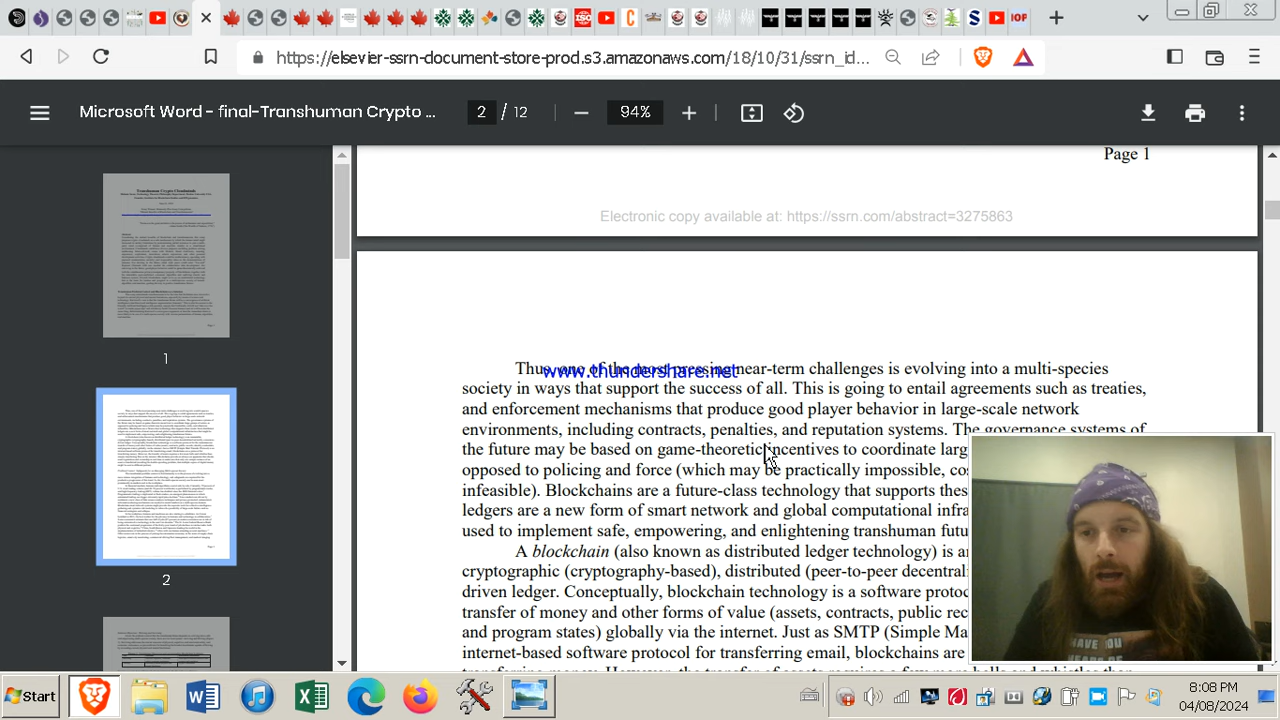 https://elsevier-ssrn-document-store-prod.s3.amazonaws.com/18/10/31/ssrn_id...
Microsoft Word - final-Transhuman Crypto ...
2 / 12
94%
Page 1
Electronic copy available at: https://ssrn.com/abstract=3275863
1
2
www.thundershare.net
Thus, one of the most pressing near-term challenges is evolving into a multi-species
society in ways that support the success of all. This is going to entail agreements such as treaties,
and enforcement mechanisms that produce good player behavior in large-scale network
environments, including contracts, penalties, and reputation systems. The governance systems of
the future may be based on game-theoretic incentives to coordinate larg
opposed to policing and force (which may be practically impossible, co
infeasible). Blockchains are a future-class technology that supports thes
ledgers are a new form of smart network and global computational infra
used to implement safe, empowering, and enlightening transhuman futu
A blockchain (also known as distributed ledger technology) is a
cryptographic (cryptography-based), distributed (peer-to-peer decentrali
driven ledger. Conceptually, blockchain technology is a software protoc
transfer of money and other forms of value (assets, contracts, public rec
and program states) globally via the internet. Just as SMTP (Simple Ma
internet-based software protocol for transferring email, blockchains are
Start
8:08 PM
04/08/2024